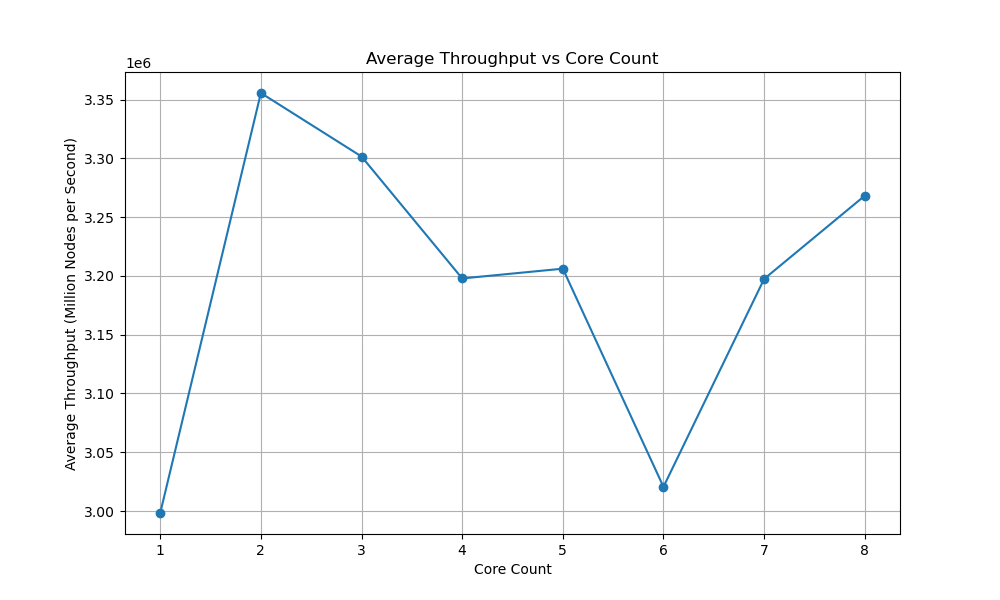 Average Throughput vs Core Count
1e6
Average Throughput (Million Nodes per Second)
3.35
3.30
3.25
3.20
3.15
3.10
3.05
3.00
1 2 3 4 5 6 7 8
Core Count